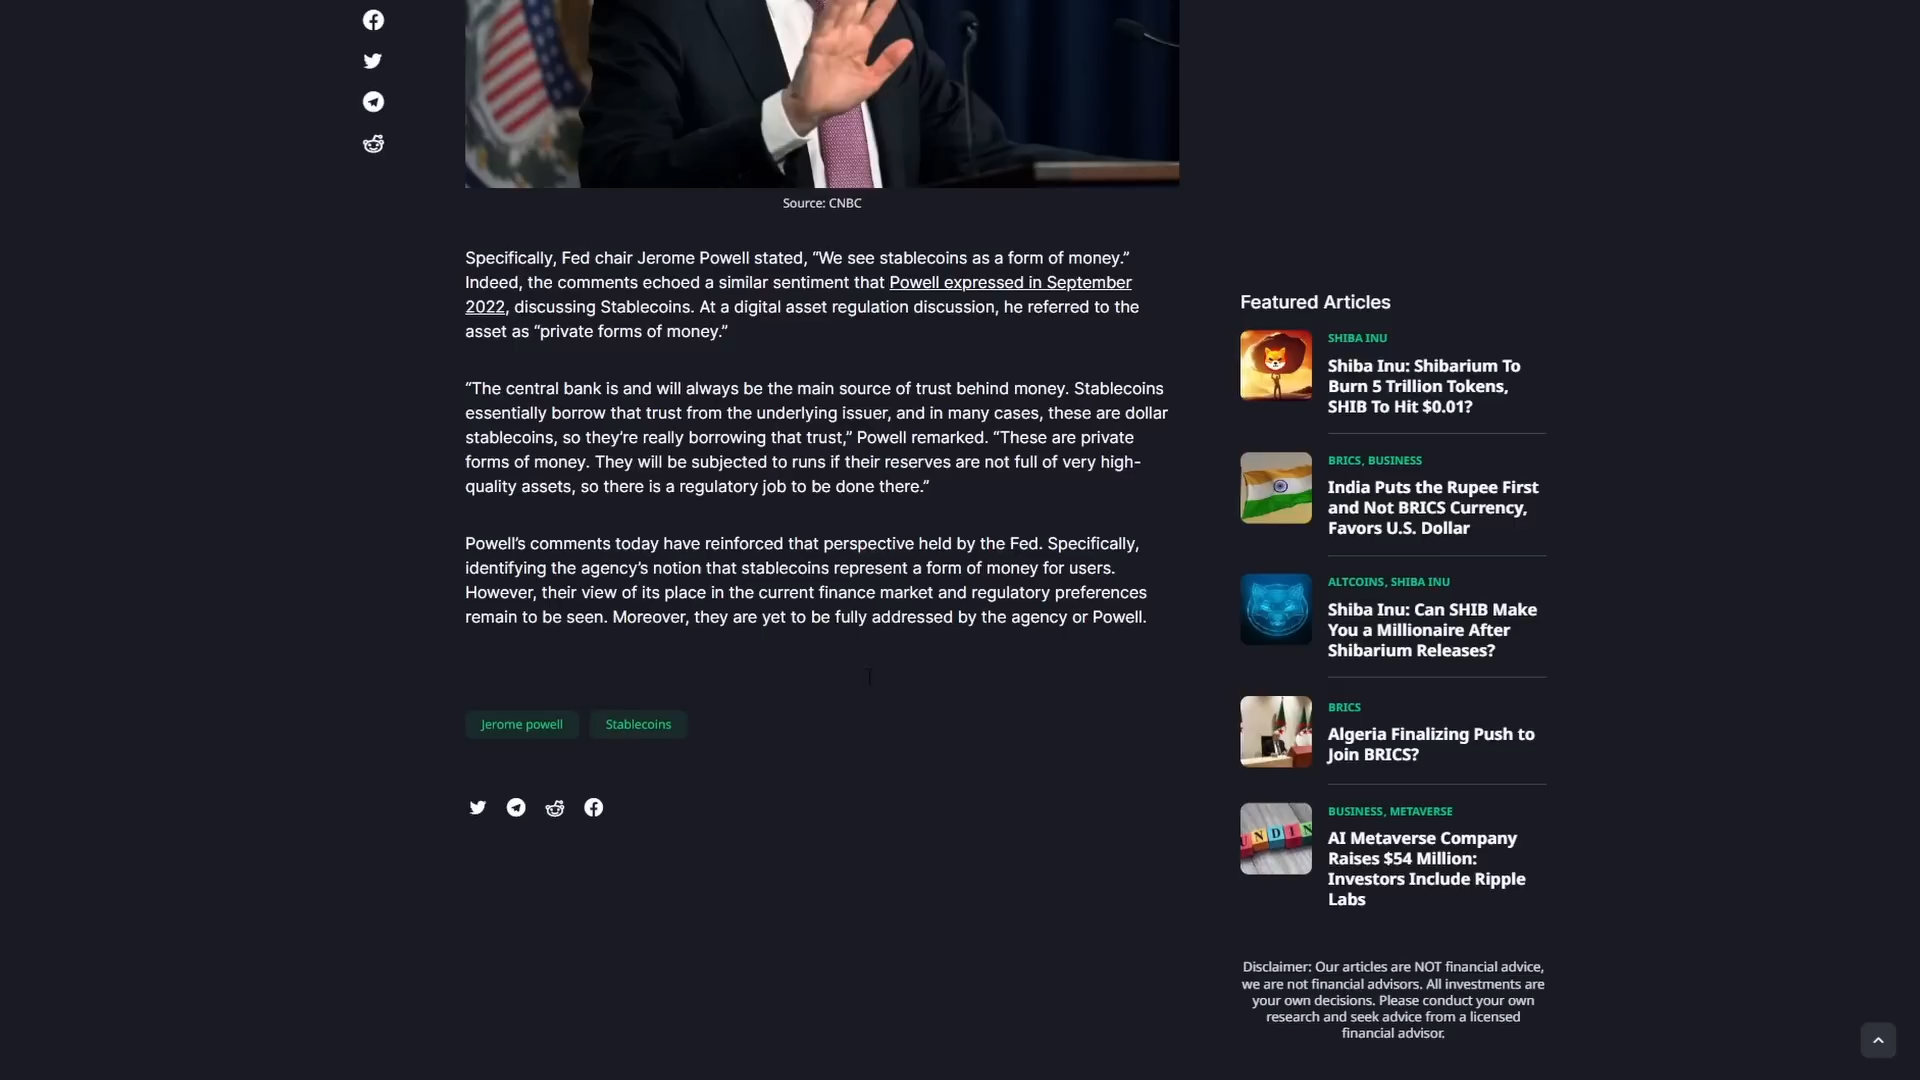 Source: CNBC
Specifically, Fed chair Jerome Powell stated, “We see stablecoins as a form of money.”
Indeed, the comments echoed a similar sentiment that Powell expressed in September
2022, discussing Stablecoins. At a digital asset regulation discussion, he referred to the
asset as “private forms of money.”
“The central bank is and will always be the main source of trust behind money. Stablecoins
essentially borrow that trust from the underlying issuer, and in many cases, these are dollar
stablecoins, so they’re really borrowing that trust,” Powell remarked. “These are private
forms of money. They will be subjected to runs if their reserves are not full of very high-
quality assets, so there is a regulatory job to be done there.”
Powell’s comments today have reinforced that perspective held by the Fed. Specifically,
identifying the agency’s notion that stablecoins represent a form of money for users.
However, their view of its place in the current finance market and regulatory preferences
remain to be seen. Moreover, they are yet to be fully addressed by the agency or Powell.
Jerome powell
Stablecoins
Featured Articles
SHIBA INU
Shiba Inu: Shibarium To
Burn 5 Trillion Tokens,
SHIB To Hit $0.01?
BRICS, BUSINESS
India Puts the Rupee First
and Not BRICS Currency,
Favors U.S. Dollar
ALTCOINS, SHIBA INU
Shiba Inu: Can SHIB Make
You a Millionaire After
Shibarium Releases?
BRICS
Algeria Finalizing Push to
Join BRICS?
UNDIN
BUSINESS, METAVERSE
AI Metaverse Company
Raises $54 Million:
Investors Include Ripple
Labs
Disclaimer: Our articles are NOT financial advice,
we are not financial advisors. All investments are
your own decisions. Please conduct your own
research and seek advice from a licensed
financial advisor.